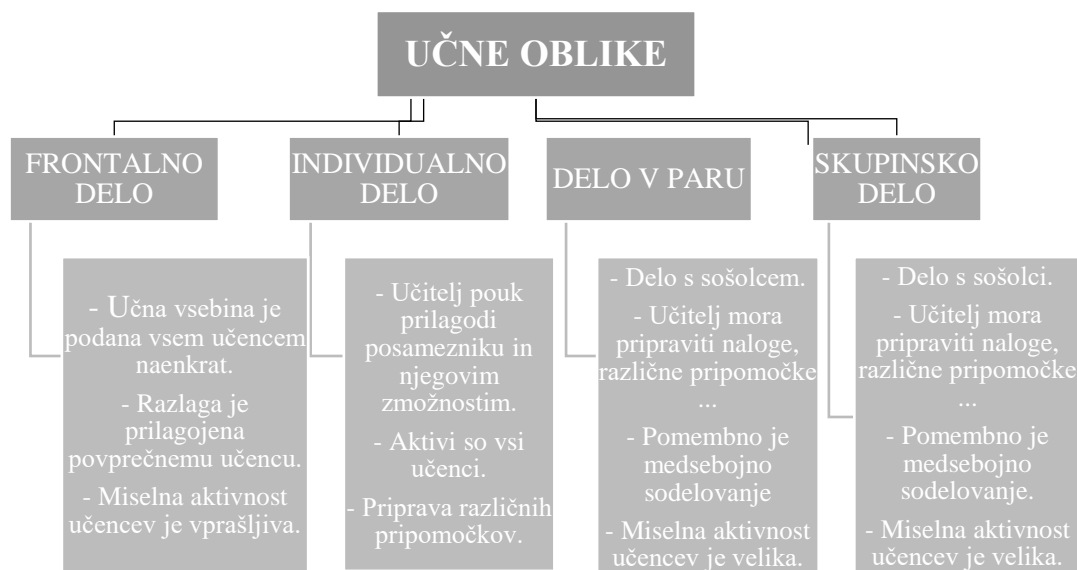 UČNE OBLIKE
FRONTALNO
DELO
- Učna vsebina je
podana vsem učencem
naenkrat.
- Razlaga je
prilagojena
povprečnemu učencu.
- Miselna aktivnost
učencev je vprašljiva.
INDIVIDUALNO
DELO
- Učitelj pouk
prilagodi
posamezniku in
njegovim
zmožnostim.
- Aktivi so vsi
učenci.
- Priprava različnih
pripomočkov.
DELO V PARU
- Delo s sošolcem.
- Učitelj mora
pripraviti naloge,
različne pripomočke
...
- Pomembno je
medsebojno
sodelovanje
- Miselna aktivnost
učencev je velika.
SKUPINSKO
DELO
- Delo s sošolci.
- Učitelj mora
pripraviti naloge,
različne pripomočke
...
- Pomembno je
medsebojno
sodelovanje.
- Miselna aktivnost
učencev je velika.